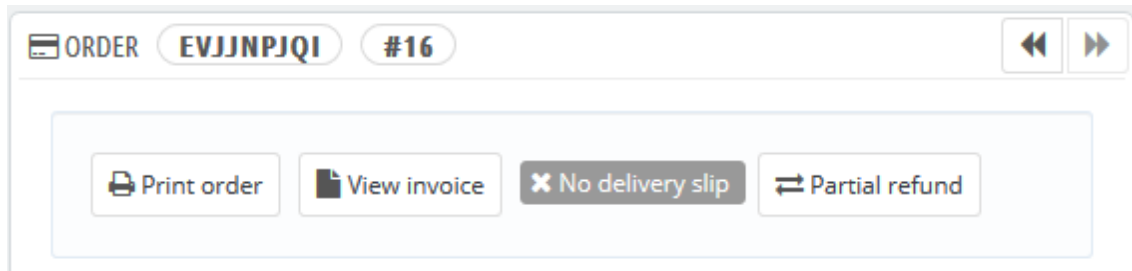 ORDER EVJJNPJQI #16
Print order View invoice No delivery slip Partial refund